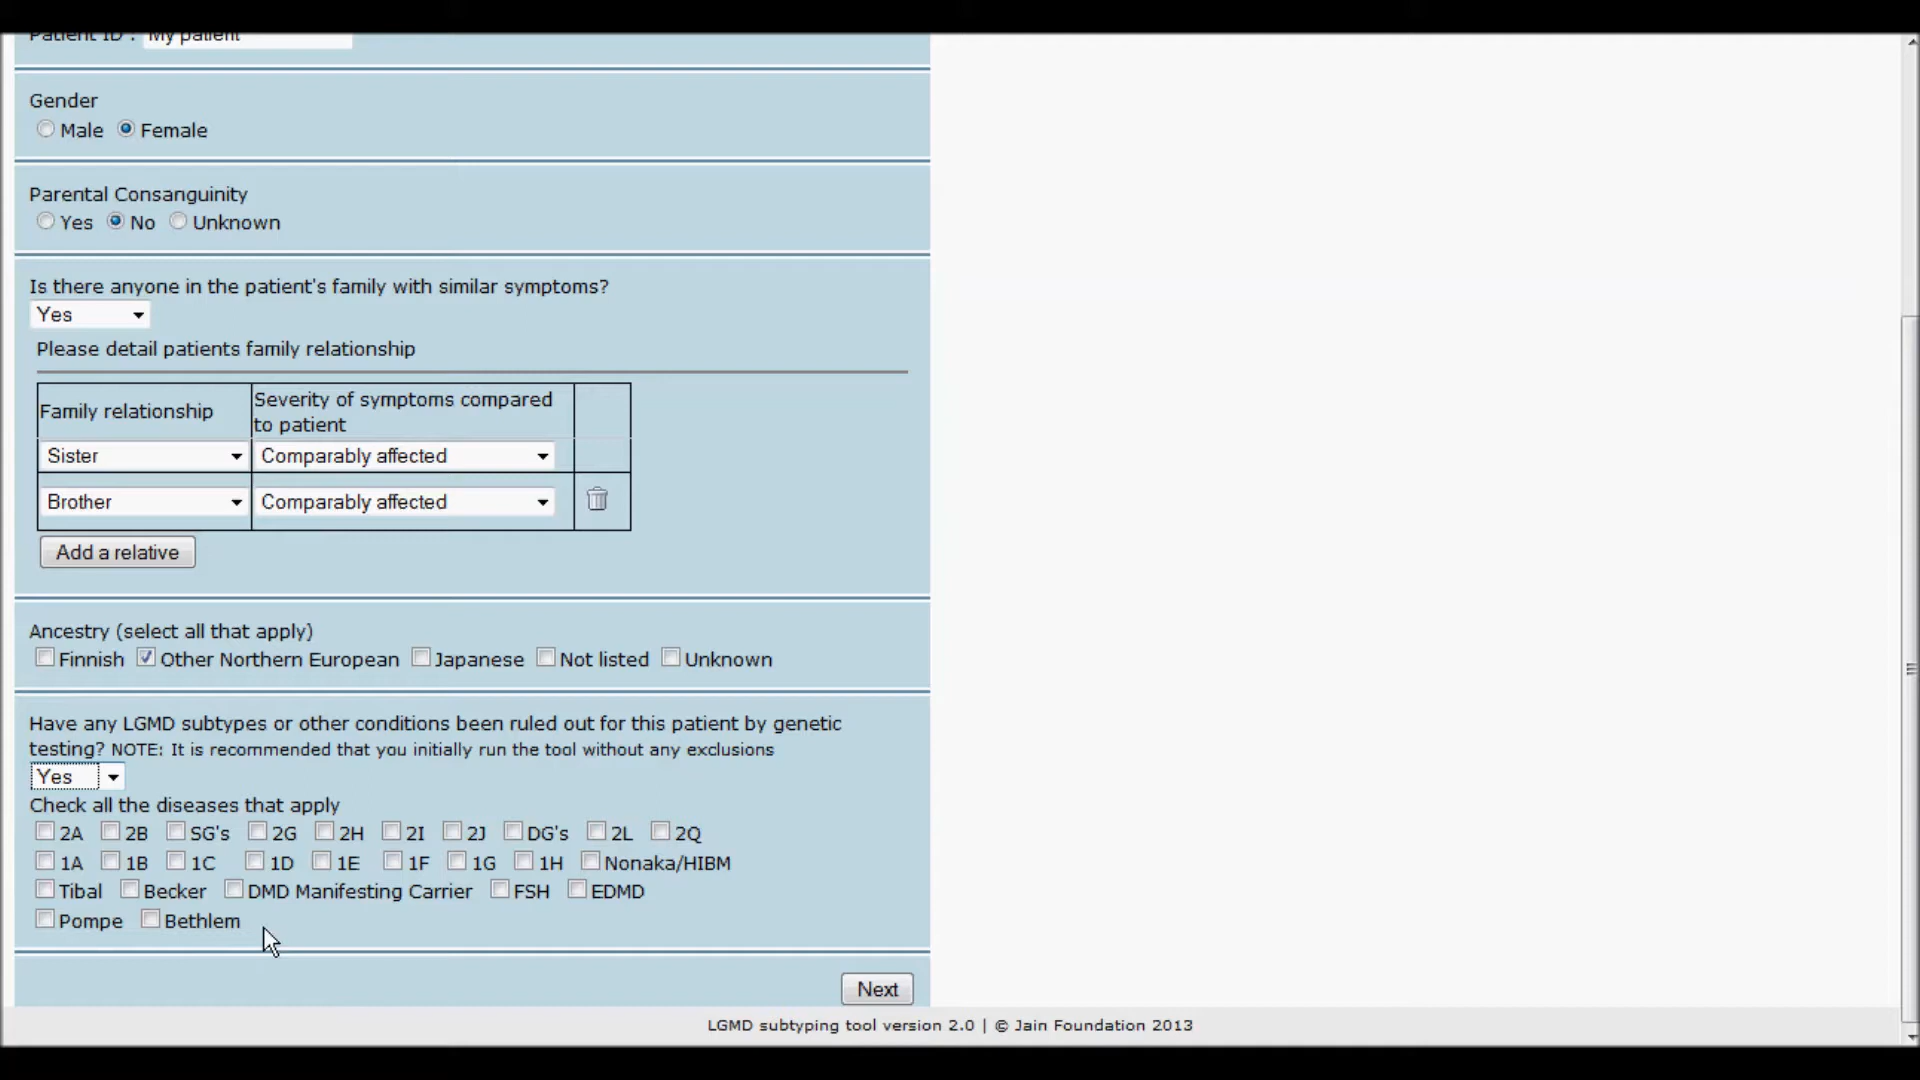 Patient ID : My patient
Gender
Male Female
Parental Consanguinity
Yes No Unknown
Is there anyone in the patient's family with similar symptoms?
Yes
Please detail patients family relationship
Family relationship
Severity of symptoms compared
to patient
Sister Comparably affected
Brother Comparably affected
Add a relative
Ancestry (select all that apply)
Finnish Other Northern European Japanese Not listed Unknown
Have any LGMD subtypes or other conditions been ruled out for this patient by genetic
testing? NOTE: It is recommended that you initially run the tool without any exclusions
Yes
Check all the diseases that apply
2A 2B SG's 2G 2H 2I 2J DG's 2L 2Q
1A 1B 1C 1D 1E 1F 1G 1H Nonaka/HIBM
Tibal Becker DMD Manifesting Carrier FSH EDMD
Pompe Bethlem
Next
LGMD subtyping tool version 2.0 | © Jain Foundation 2013